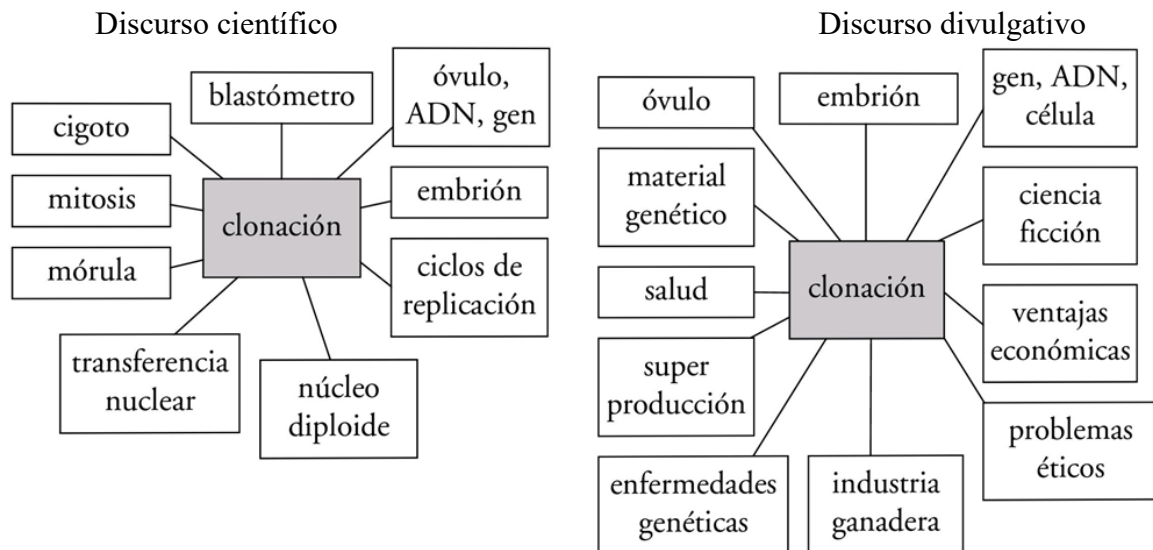 Discurso científico
blastómetro
óvulo,
ADN, gen
cigoto
mitosis
embrión
clonación
mórula
ciclos de
replicación
transferencia
nuclear
núcleo
diploide
Discurso divulgativo
óvulo
embrión
gen, ADN,
célula
material
genético
ciencia
ficción
salud
clonación
ventajas
económicas
super
producción
problemas
éticos
enfermedades
genéticas
industria
ganadera